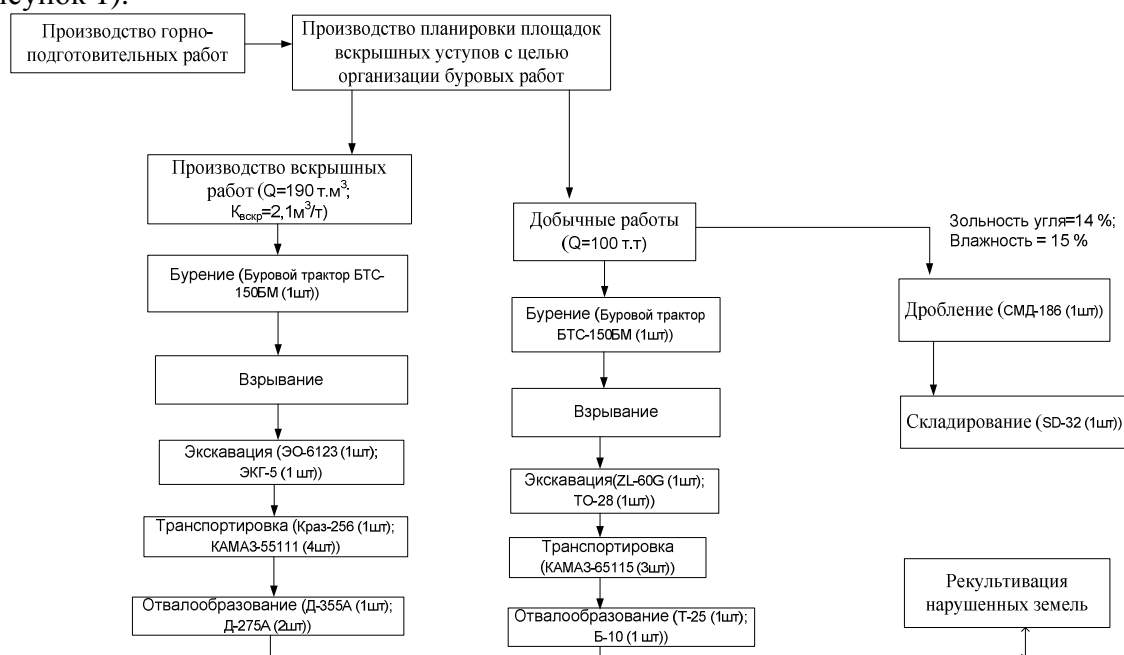 сунок 1).
Производство горно-
подготовительных работ
Производство планировки площадок
вскрышных уступов с целью
организации буровых работ
Производство вскрышных
работ (Q=190 т.м³;
Kвскр=2,1м³/т)
Бурение (Буровой трактор БТС-
150БМ (1шт))
Взрывание
Экскавация (ЭО-6123 (1шт);
ЭКГ-5 (1 шт))
Транспортировка (Краз-256 (1шт);
КАМАЗ-55111 (4шт))
Отвалообразование (Д-355А (1шт);
Д-275А (2шт))
Добычные работы
(Q=100 т.т)
Бурение (Буровой трактор
БТС-150БМ (1шт))
Взрывание
Экскавация(ZL-60G (1шт);
ТО-28 (1шт))
Транспортировка
(КАМАЗ-65115 (3шт))
Отвалообразование (Т-25 (1шт);
Б-10 (1 шт))
Зольность угля=14 %;
Влажность = 15 %
Дробление (СМД-186 (1шт))
Складирование (SD-32 (1шт))
Рекультивация
нарушенных земель